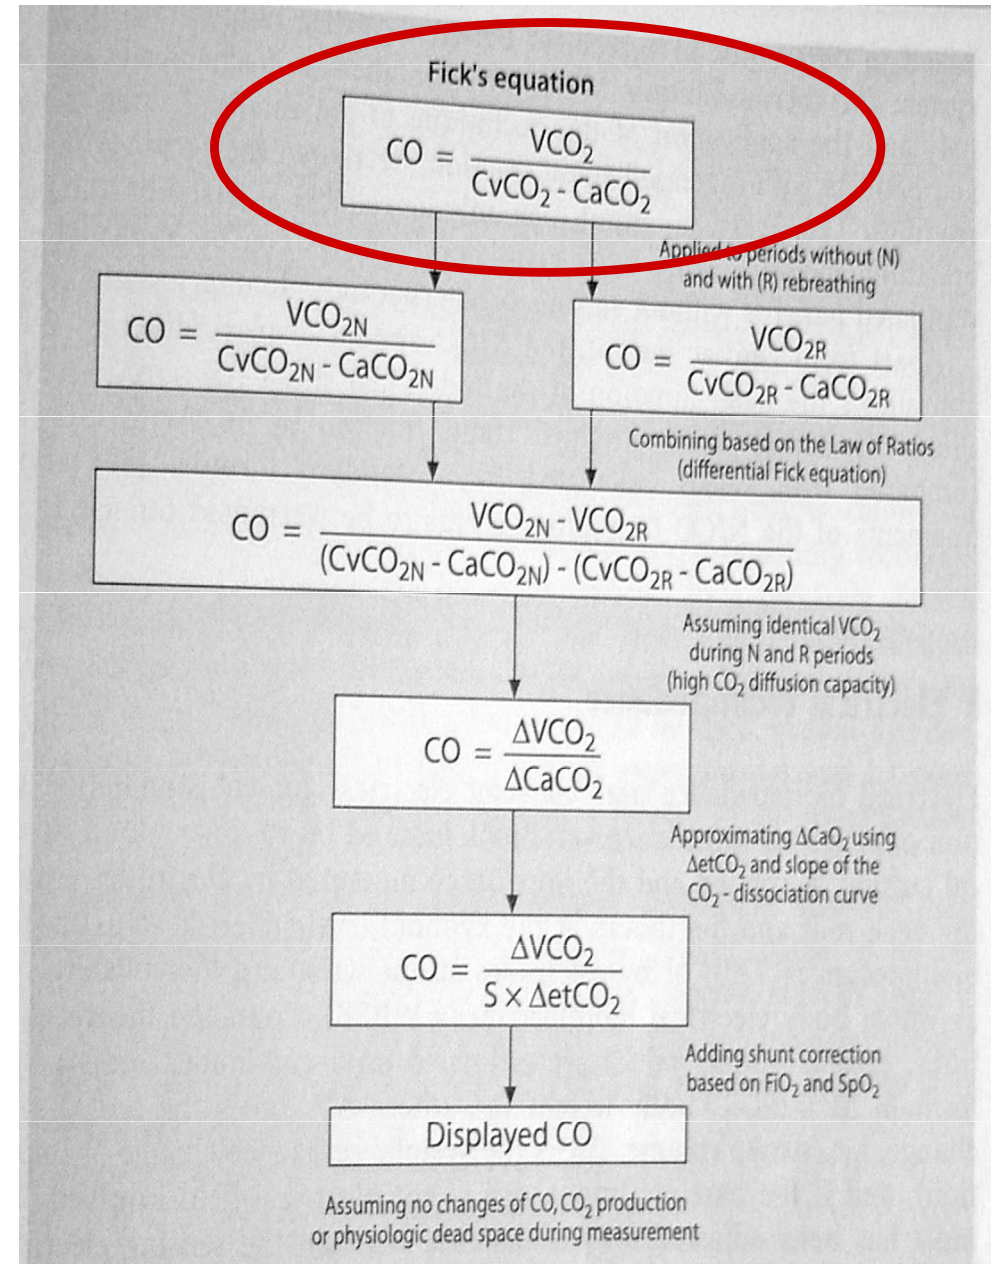 Fick's equation
CO = VCO₂ / (CvCO₂ - CaCO₂)
Applied to periods without (N)
and with (R) rebreathing
CO = VCO₂N / (CvCO₂N - CaCO₂N)
CO = VCO₂R / (CvCO₂R - CaCO₂R)
Combining based on the Law of Ratios
(differential Fick equation)
CO = (VCO₂N - VCO₂R) / ((CvCO₂N - CaCO₂N) - (CvCO₂R - CaCO₂R))
Assuming identical VCO₂
during N and R periods
(high CO₂ diffusion capacity)
CO = ΔVCO₂ / ΔCaCO₂
Approximating ΔCaO₂ using
ΔetCO₂ and slope of the
CO₂ - dissociation curve
CO = ΔVCO₂ / (S x ΔetCO₂)
Adding shunt correction
based on FiO₂ and SpO₂
Displayed CO
Assuming no changes of CO, CO₂ production
or physiologic dead space during measurement